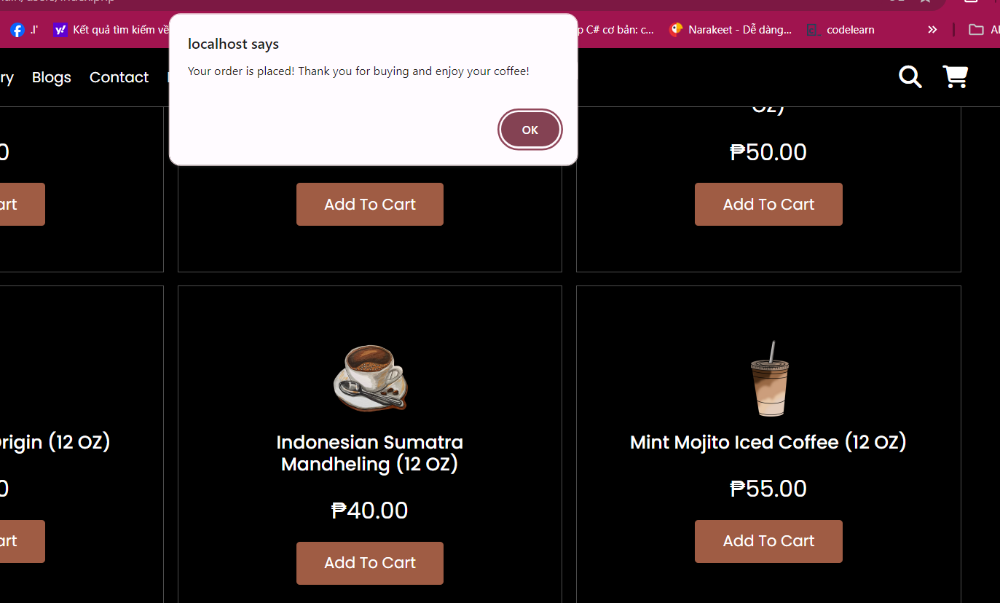 .I'
Kết quả tìm kiếm về
p C# cơ bản: c...
Narakeet - Dễ dàng...
codelearn
localhost says
Your order is placed! Thank you for buying and enjoy your coffee!
OK
ry Blogs Contact
OZ)
0
₱50.00
art
Add To Cart
Add To Cart
rigin (12 OZ)
Indonesian Sumatra
Mandheling (12 OZ)
Mint Mojito Iced Coffee (12 OZ)
0
₱40.00
₱55.00
art
Add To Cart
Add To Cart